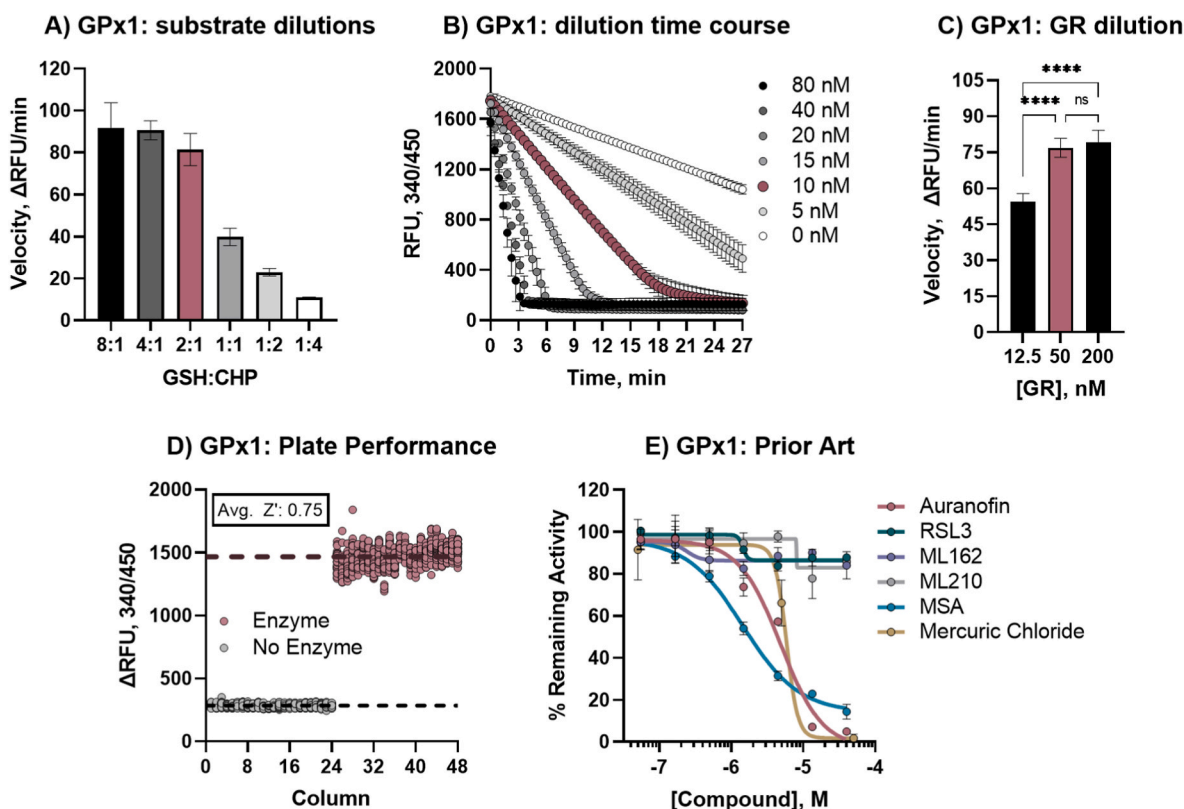 A) GPx1: substrate dilutions
Velocity, ΔRFU/min
120
100
80
60
40
20
0
8:1 4:1 2:1 1:1 1:2 1:4
GSH:CHP
B) GPx1: dilution time course
RFU, 340/450
2000
1600
1200
800
400
0
0 3 6 9 12 15 18 21 24 27
Time, min
80 nM
40 nM
20 nM
15 nM
10 nM
5 nM
0 nM
C) GPx1: GR dilution
Velocity, ΔRFU/min
105
90
75
60
45
30
15
0
****
**** ns
12.5 50 200
[GR], nM
D) GPx1: Plate Performance
ΔRFU, 340/450
2000
1500
1000
500
0
Avg. Z': 0.75
Enzyme
No Enzyme
0 8 16 24 32 40 48
Column
E) GPx1: Prior Art
% Remaining Activity
120
100
80
60
40
20
0
-7 -6 -5 -4
[Compound], M
Auranofin
RSL3
ML162
ML210
MSA
Mercuric Chloride